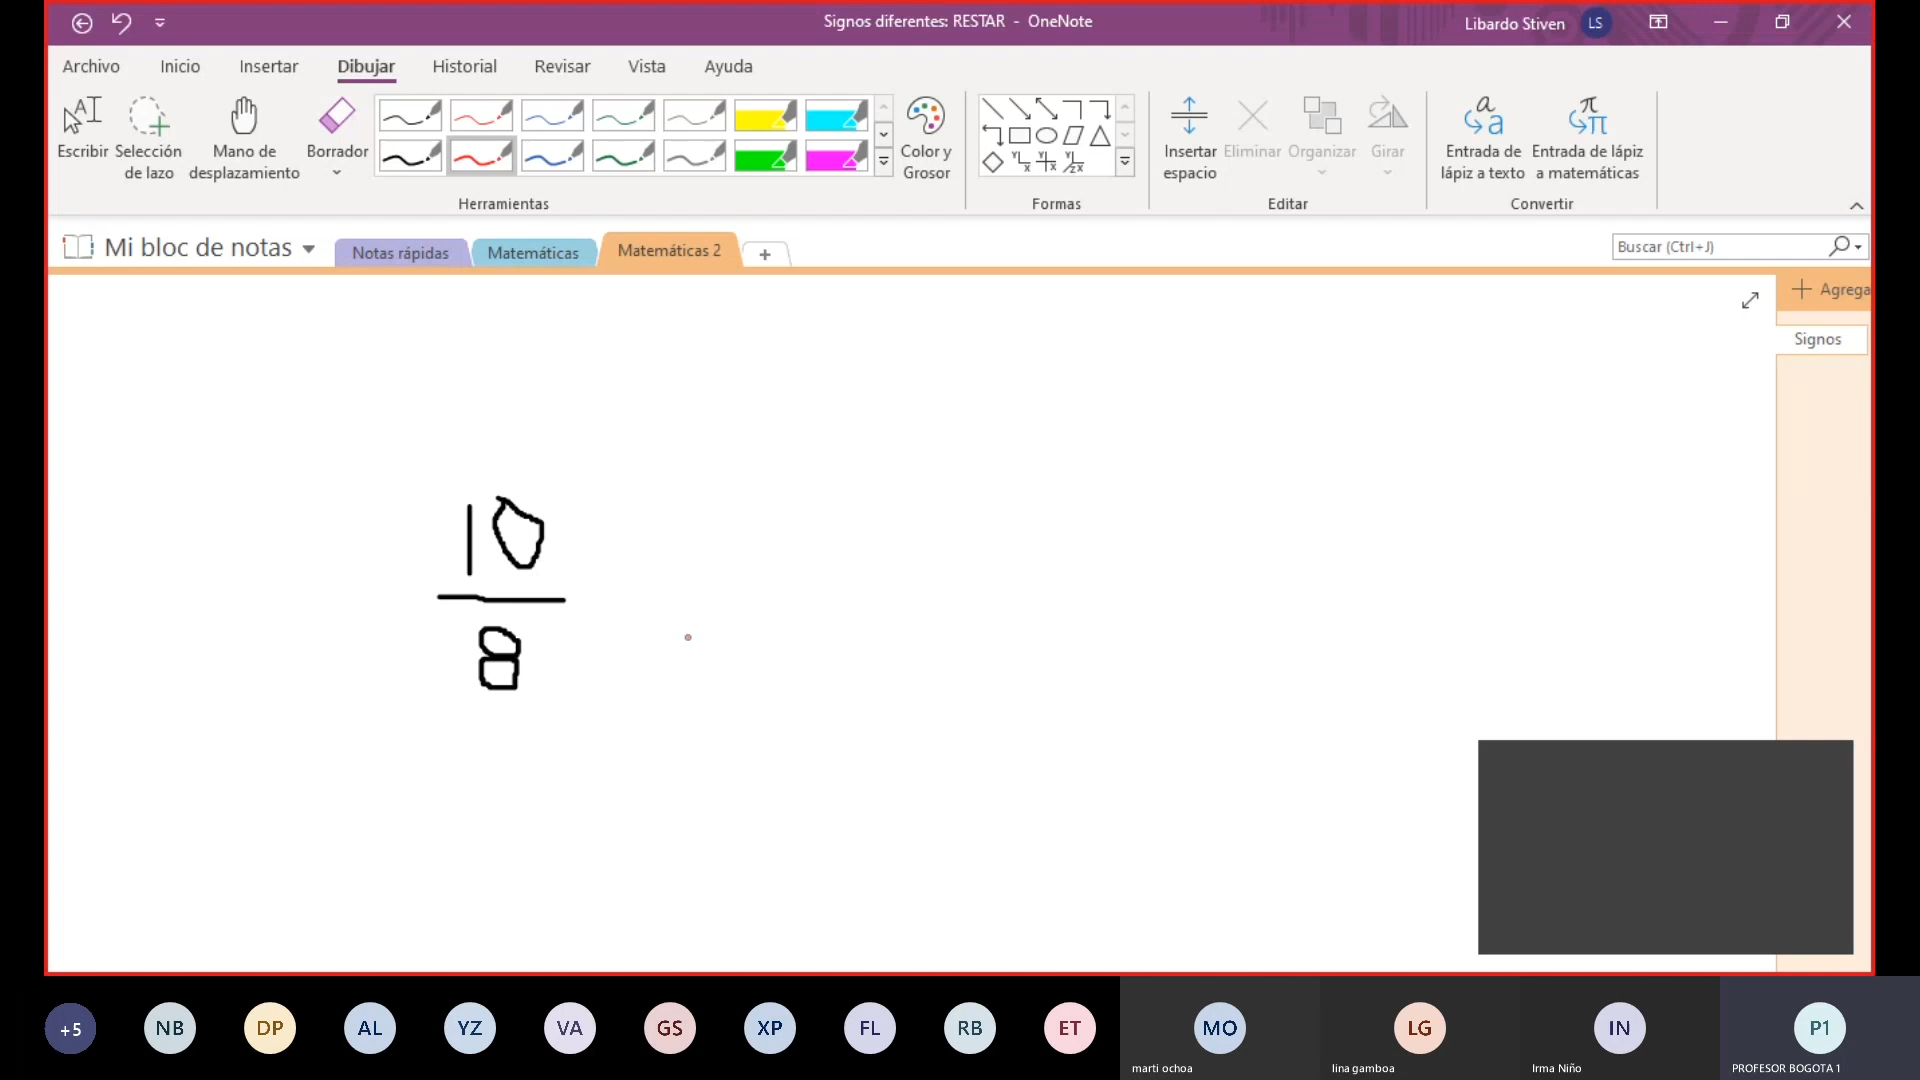 Signos diferentes: RESTAR - OneNote
Libardo Stiven LS
Archivo Inicio Insertar Dibujar Historial Revisar Vista Ayuda
Escribir
Selección
de lazo
Mano de
desplazamiento
Borrador
Color y
Grosor
Insertar
espacio
Eliminar
Organizar
Girar
Entrada de
lápiz a texto
Entrada de lápiz
a matemáticas
Herramientas Formas Editar Convertir
Mi bloc de notas
Notas rápidas Matemáticas Matemáticas 2
Buscar (Ctrl+J)
Agrega
Signos
10
8
+5 NB DP AL YZ VA GS XP FL RB ET MO LG IN P1
marti ochoa lina gamboa Irma Niño PROFESOR BOGOTA 1